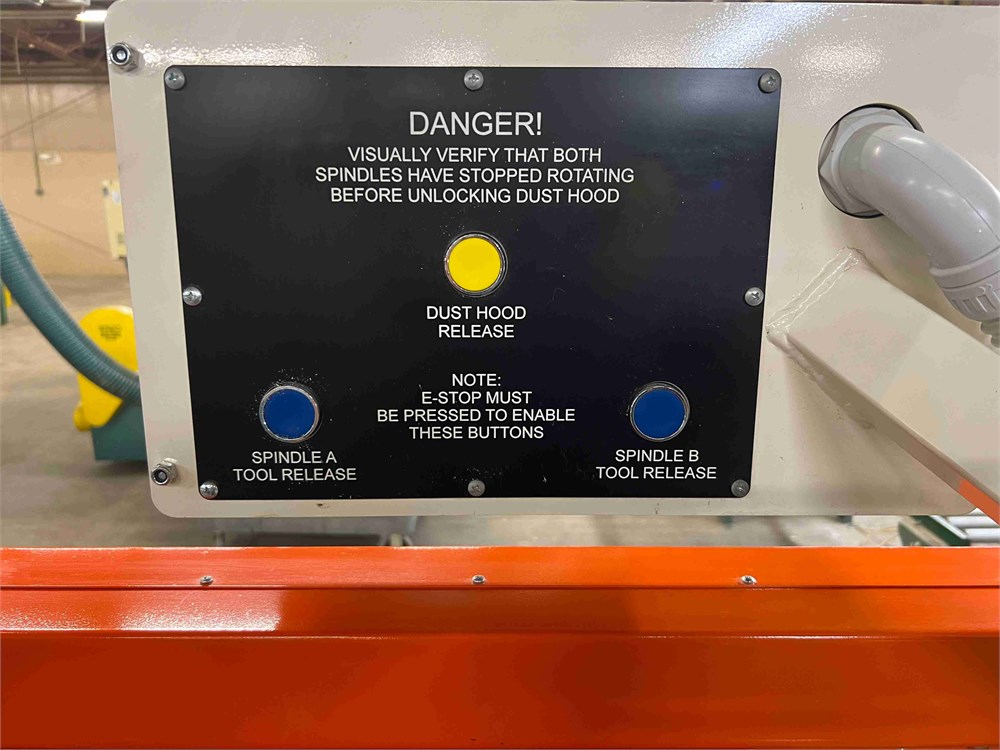 DANGER!
VISUALLY VERIFY THAT BOTH
SPINDLES HAVE STOPPED ROTATING
BEFORE UNLOCKING DUST HOOD
DUST HOOD
RELEASE
NOTE:
E-STOP MUST
BE PRESSED TO ENABLE
THESE BUTTONS
SPINDLE A
TOOL RELEASE
SPINDLE B
TOOL RELEASE